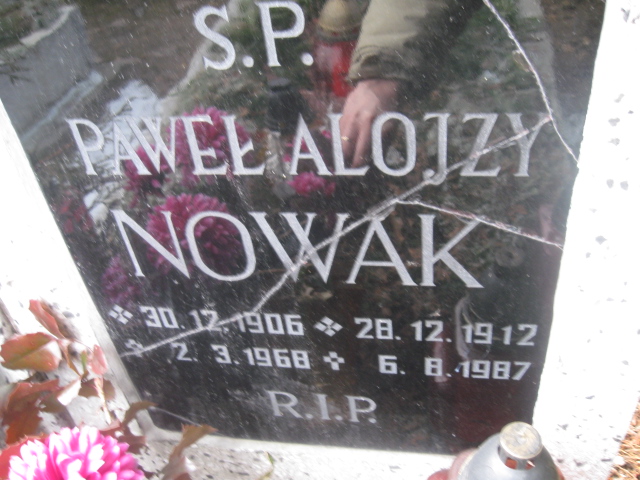 S.P.
PAWEŁ ALOJZY
NOWAK
30.12.1906 28.12.1912
2. 3.1968 6. 8.1987
R.I.P.